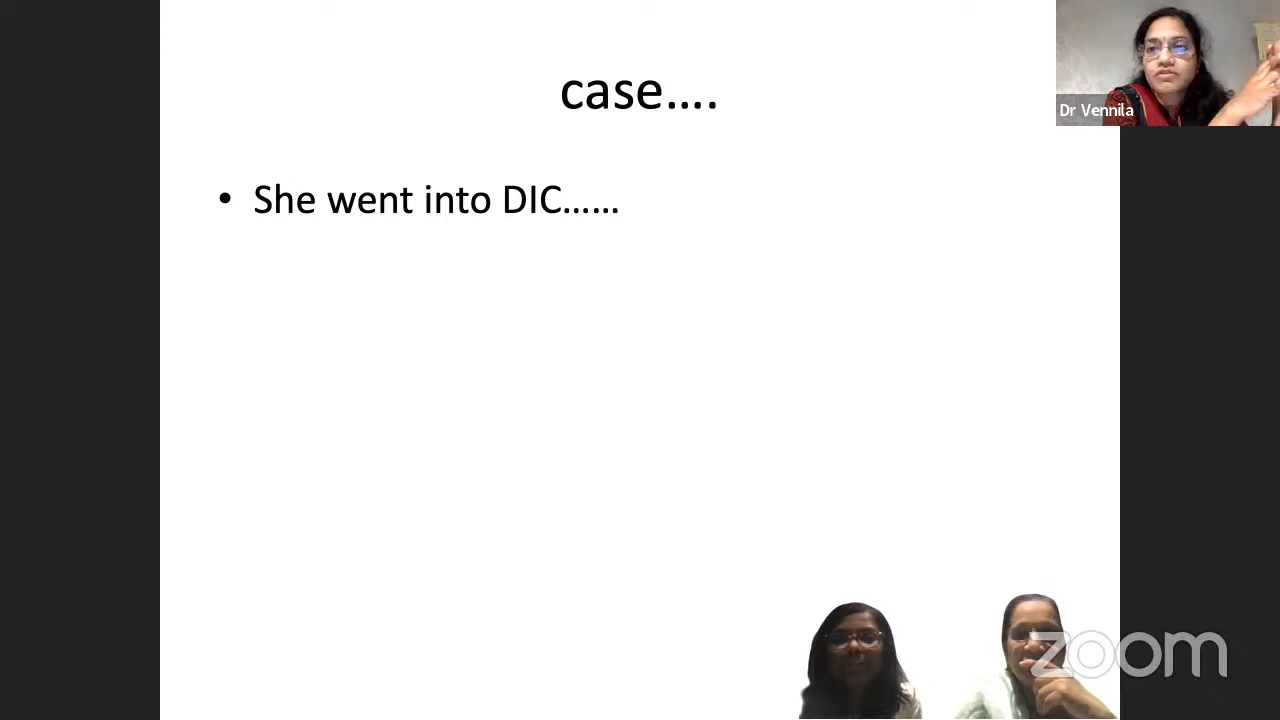 case....
Dr Vennila
• She went into DIC......
zoom